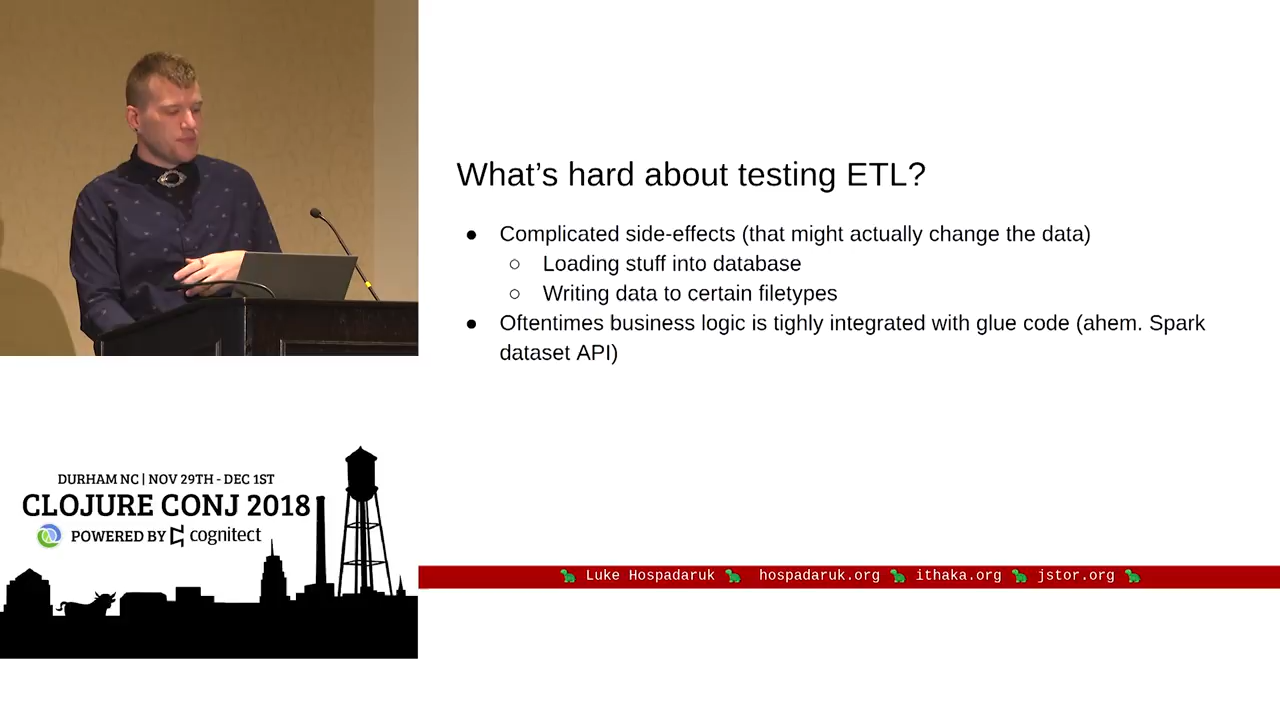 What's hard about testing ETL?
● Complicated side-effects (that might actually change the data)
○ Loading stuff into database
○ Writing data to certain filetypes
● Oftentimes business logic is tighly integrated with glue code (ahem. Spark
dataset API)
DURHAM NC | NOV 29TH - DEC 1ST
CLOJURE CONJ 2018
POWERED BY cognitect
Luke Hospadaruk hospadaruk.org ithaka.org jstor.org